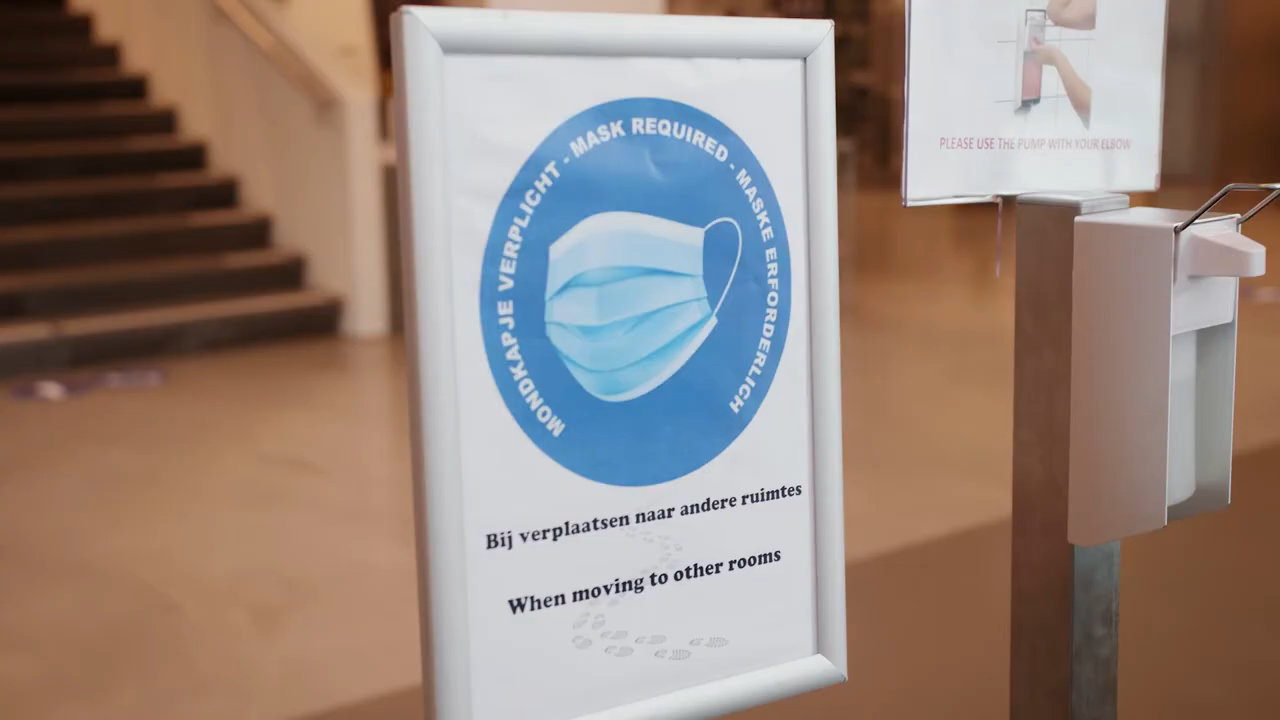 MONDKAPJE VERPLICHT - MASK REQUIRED - MASKE ERFORDERLICH
Bij verplaatsen naar andere ruimtes
When moving to other rooms
PLEASE USE THE PUMP WITH YOUR ELBOW